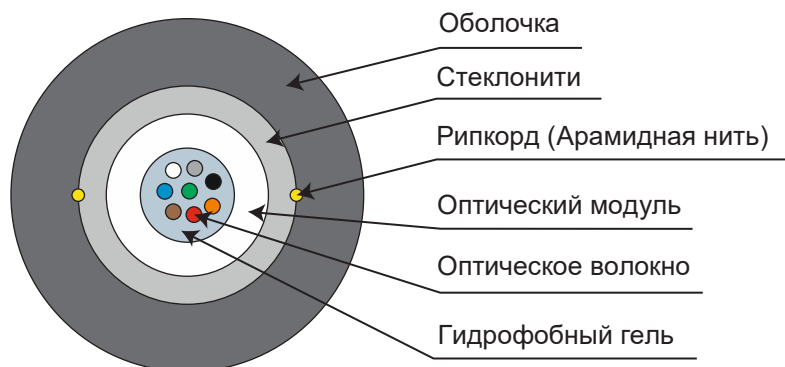 Оболочка
Стеклонити
Рипкорд (Арамидная нить)
Оптический модуль
Оптическое волокно
Гидрофобный гель